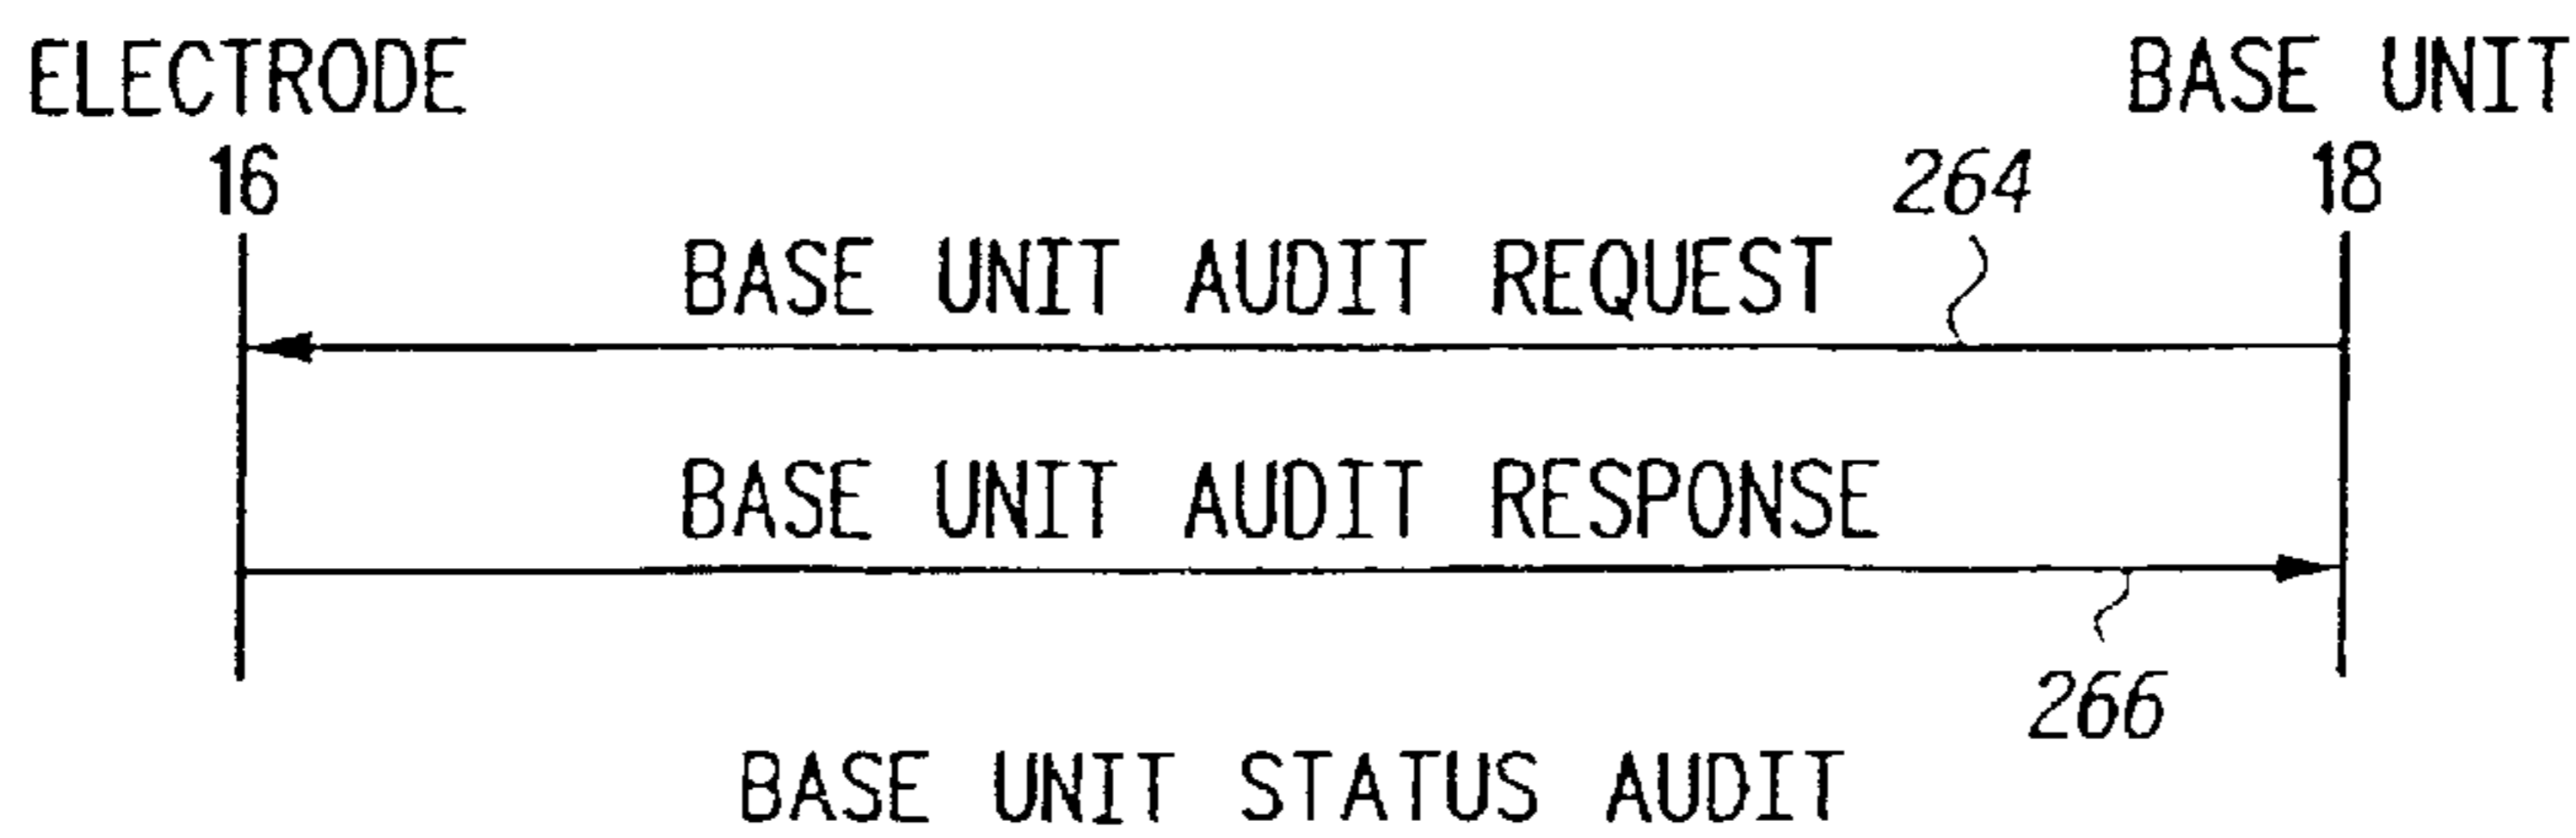 ELECTRODE
16
BASE UNIT
18
264
BASE UNIT AUDIT REQUEST
BASE UNIT AUDIT RESPONSE
266
BASE UNIT STATUS AUDIT